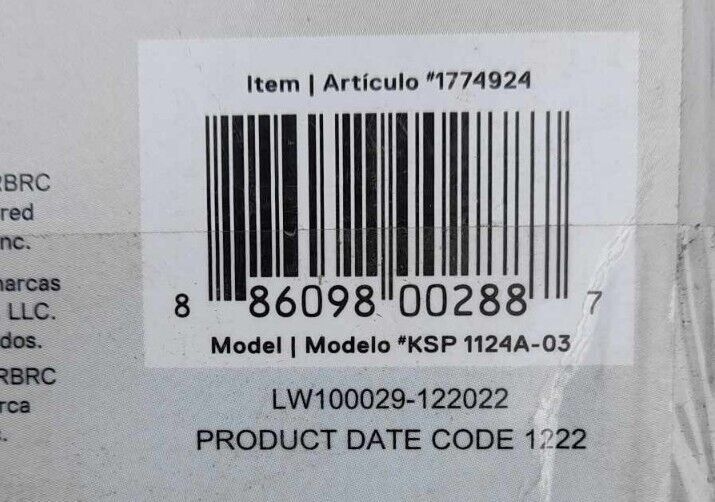 RBRC
red
nc.
marcas
LLC.
dos.
RBRC
rca
s.
Item | Artículo #1774924
8 86098 00288 7
Model | Modelo #KSP 1124A-03
LW100029-122022
PRODUCT DATE CODE 1222